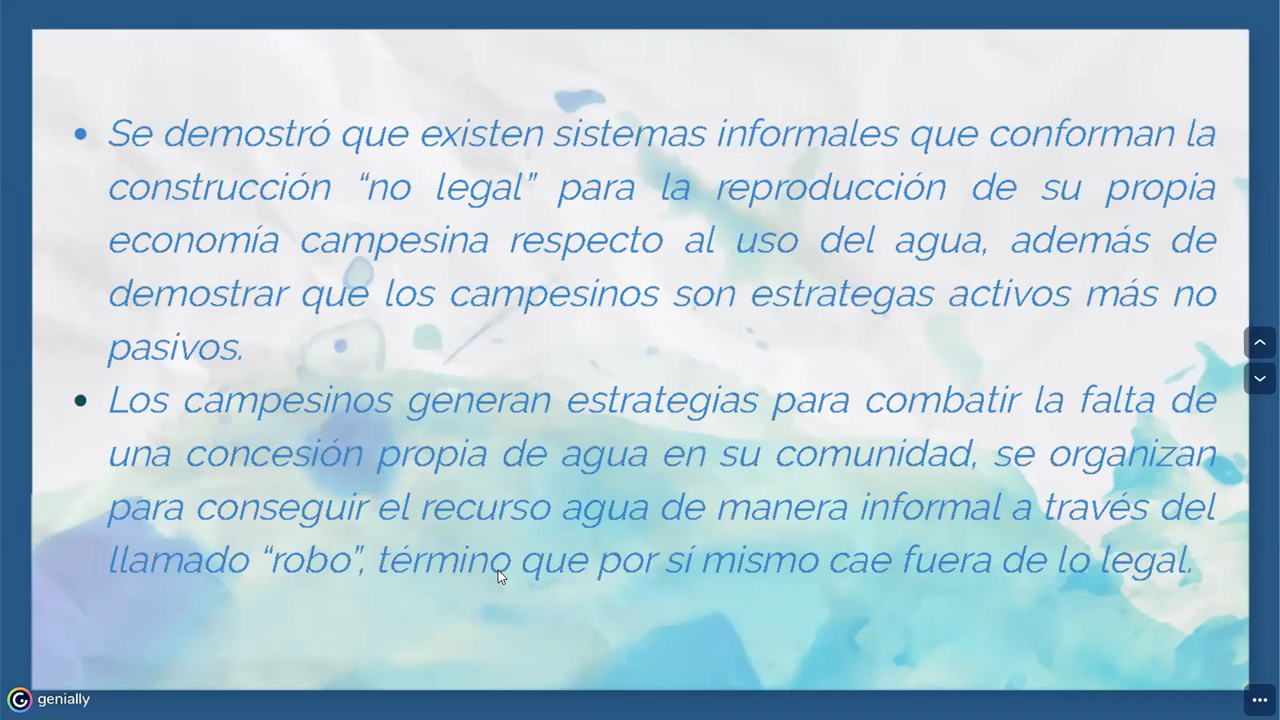 • Se demostró que existen sistemas informales que conforman la
construcción “no legal” para la reproducción de su propia
economía campesina respecto al uso del agua, además de
demostrar que los campesinos son estrategas activos más no
pasivos.
• Los campesinos generan estrategias para combatir la falta de
una concesión propia de agua en su comunidad, se organizan
para conseguir el recurso agua de manera informal a través del
llamado “robo”, término que por sí mismo cae fuera de lo legal.
genially